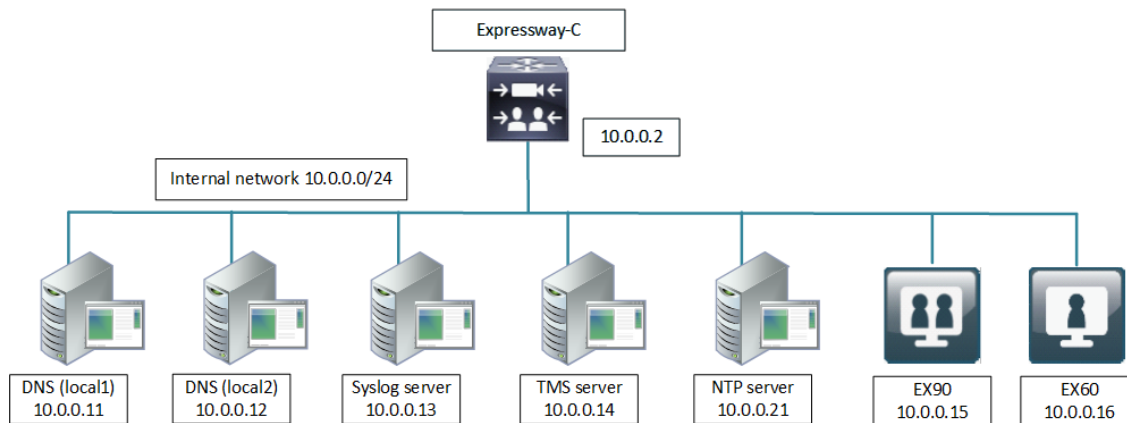 Expressway-C
10.0.0.2
Internal network 10.0.0.0/24
DNS (local1)
10.0.0.11
DNS (local2)
10.0.0.12
Syslog server
10.0.0.13
TMS server
10.0.0.14
NTP server
10.0.0.21
EX90
10.0.0.15
EX60
10.0.0.16